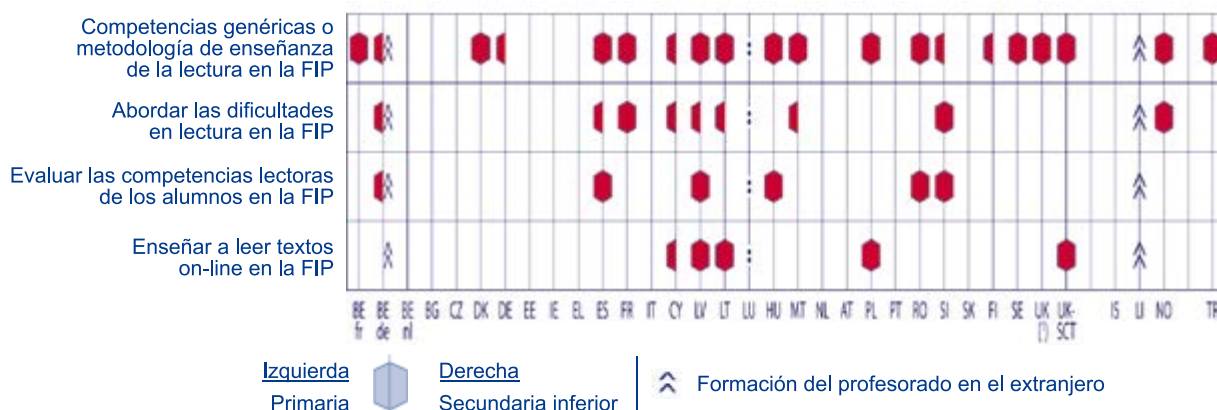 Competencias genéricas o
metodología de enseñanza
de la lectura en la FIP
Abordar las dificultades
en lectura en la FIP
Evaluar las competencias lectoras
de los alumnos en la FIP
Enseñar a leer textos
on-line en la FIP
BE fr BE de BE nl BG CZ DK DE EE IE EL ES FR IT CY LV LT LU HU MT NL AT PL PT RO SI SK FI SE UK (¹) UK-SCT IS LI NO TR
Izquierda Derecha
Primaria Secundaria inferior
Formación del profesorado en el extranjero